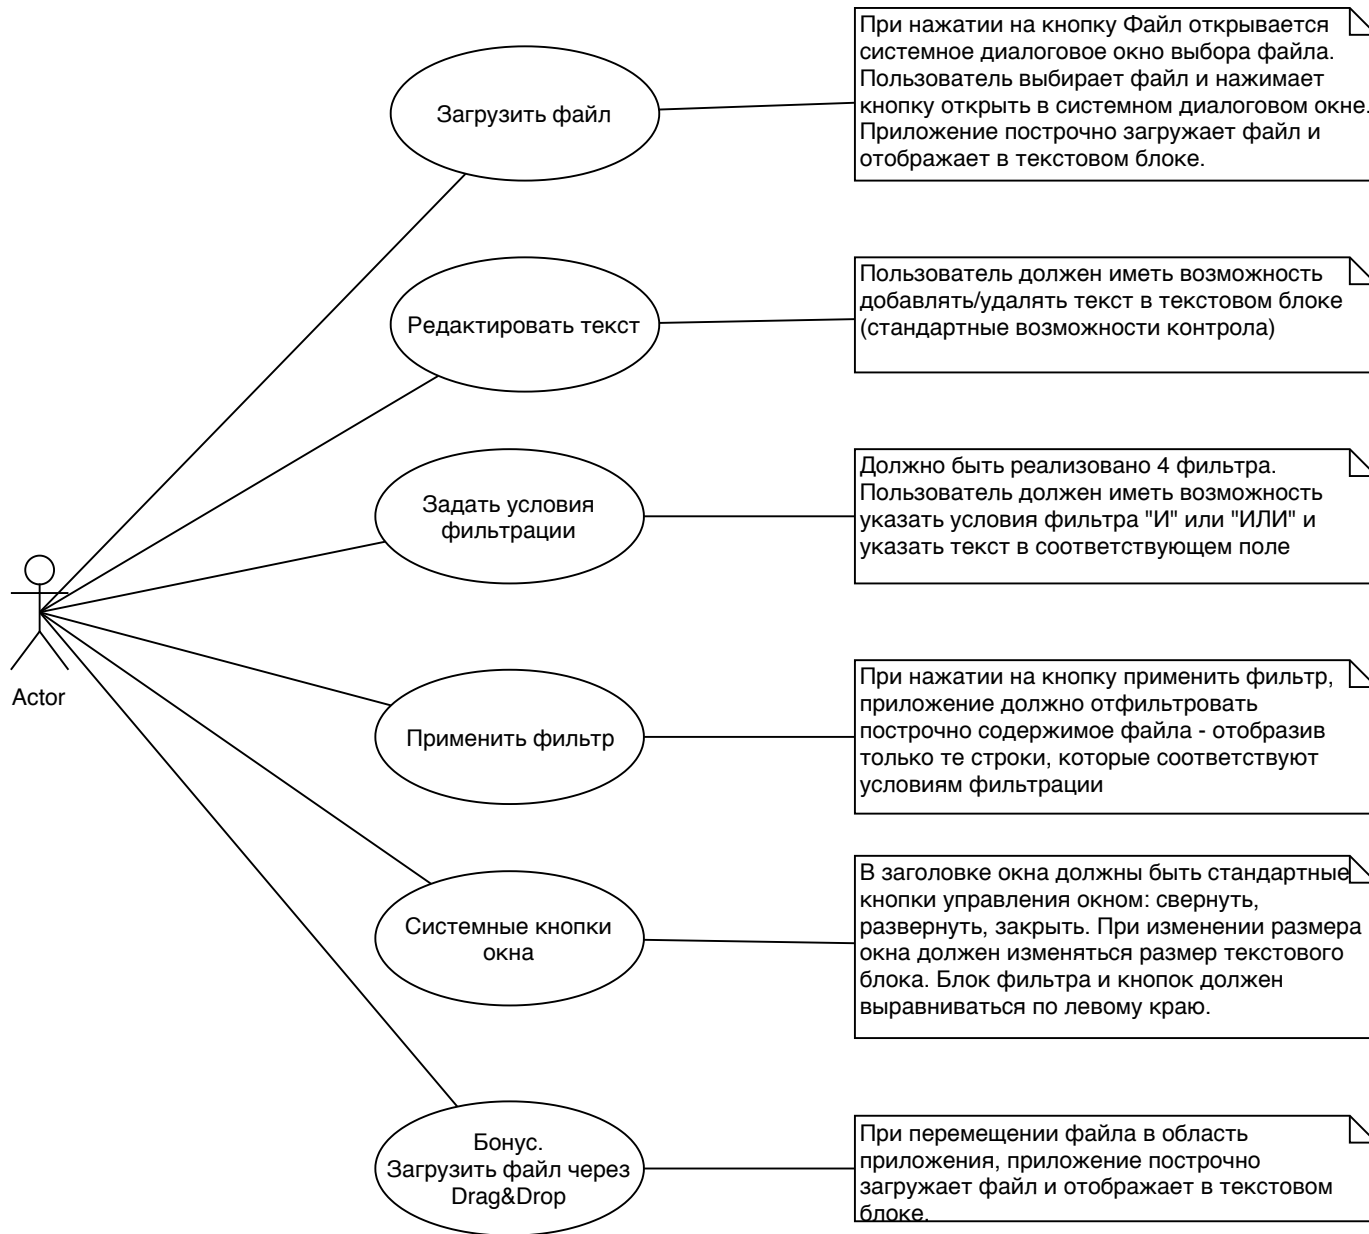 Загрузить файл
При нажатии на кнопку Файл открывается
системное диалоговое окно выбора файла.
Пользователь выбирает файл и нажимает
кнопку открыть в системном диалоговом окне.
Приложение построчно загружает файл и
отображает в текстовом блоке.
Редактировать текст
Пользователь должен иметь возможность
добавлять/удалять текст в текстовом блоке
(стандартные возможности контрола)
Задать условия
фильтрации
Должно быть реализовано 4 фильтра.
Пользователь должен иметь возможность
указать условия фильтра "И" или "ИЛИ" и
указать текст в соответствующем поле
Actor
Применить фильтр
При нажатии на кнопку применить фильтр,
приложение должно отфильтровать
построчно содержимое файла - отобразив
только те строки, которые соответствуют
условиям фильтрации
Системные кнопки
окна
В заголовке окна должны быть стандартные
кнопки управления окном: свернуть,
развернуть, закрыть. При изменении размера
окна должен изменяться размер текстового
блока. Блок фильтра и кнопок должен
выравниваться по левому краю.
Бонус.
Загрузить файл через
Drag&Drop
При перемещении файла в область
приложения, приложение построчно
загружает файл и отображает в текстовом
блоке.